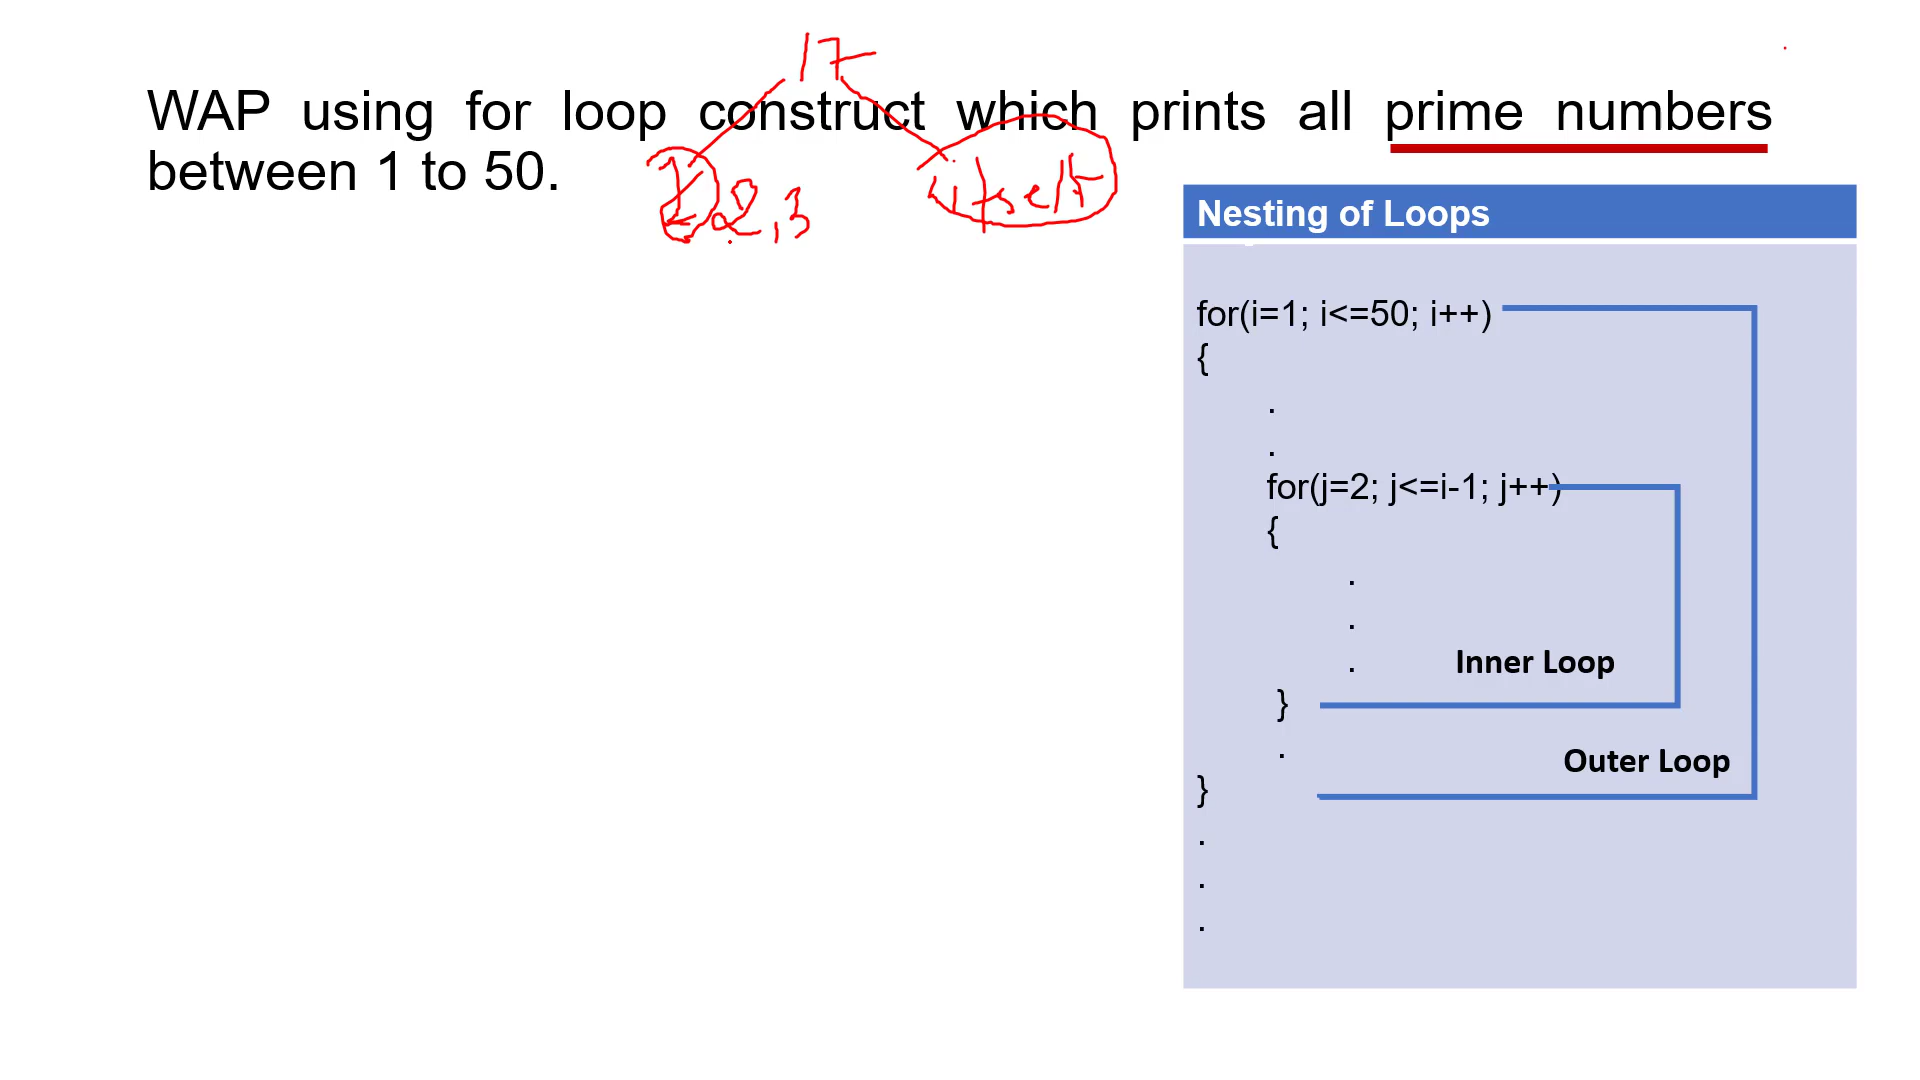 17
WAP using for loop construct which prints all prime numbers
between 1 to 50.
1 2,3 itself
Nesting of Loops
for(i=1; i<=50; i++)
{
.
.
for(j=2; j<=i-1; j++)
{
.
.
.
Inner Loop
}
.
Outer Loop
}
.
.
.